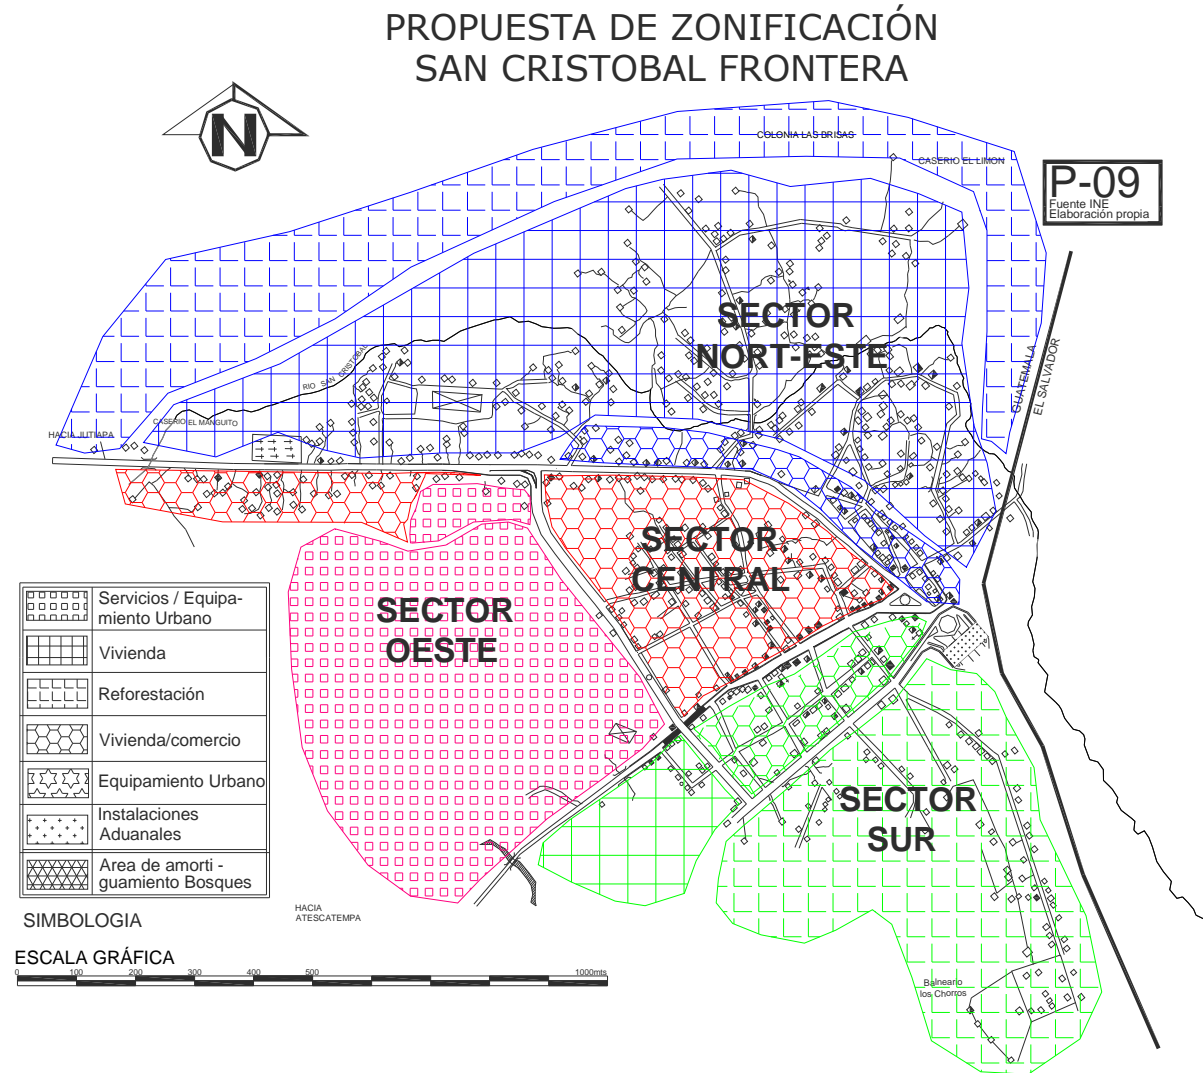 PROPUESTA DE ZONIFICACIÓN
SAN CRISTOBAL FRONTERA
N
COLONIA LAS BRISAS
CASERIO EL LIMON
P-09
Fuente INE
Elaboración propia
SECTOR
NORT-ESTE
GUATEMALA
EL SALVADOR
RIO SAN CRISTOBAL
CASERIO EL MANGUITO
HACIA JUTIAPA
SECTOR
CENTRAL
SECTOR
OESTE
SECTOR
SUR
Servicios / Equipa-
miento Urbano
Vivienda
Reforestación
Vivienda/comercio
Equipamiento Urbano
Instalaciones
Aduanales
Area de amorti -
guamiento Bosques
SIMBOLOGIA
HACIA
ATESCATEMPA
Balneario
los Chorros
ESCALA GRÁFICA
0 100 200 300 400 500 1000mts